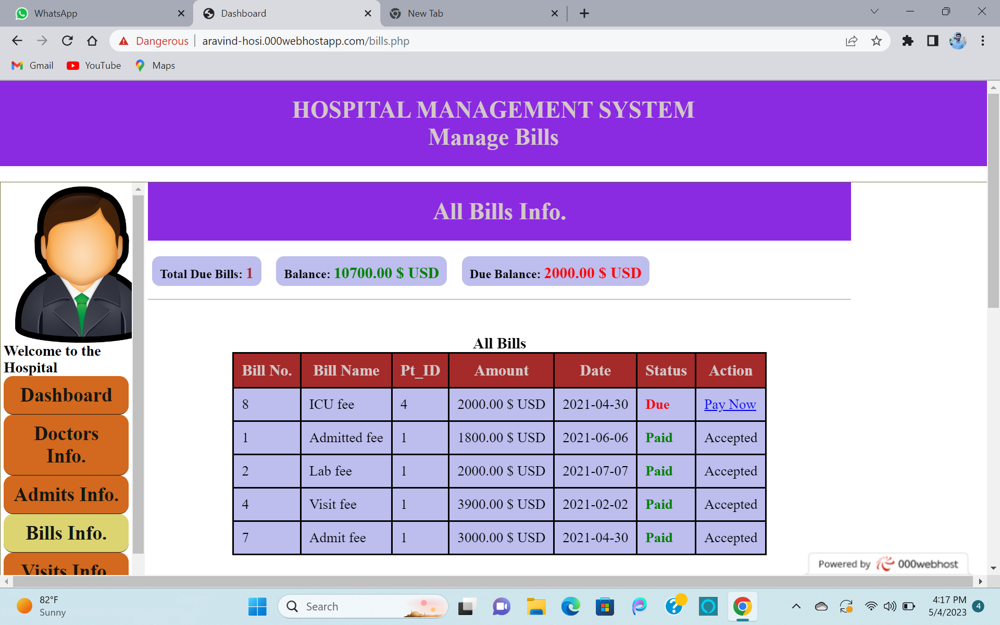 WhatsApp
Dashboard
New Tab
Dangerous
aravind-hosi.000webhostapp.com/bills.php
Gmail
YouTube
Maps
HOSPITAL MANAGEMENT SYSTEM
Manage Bills
All Bills Info.
Total Due Bills: 1
Balance: 10700.00 $ USD
Due Balance: 2000.00 $ USD
Welcome to the
Hospital
Dashboard
Doctors
Info.
Admits Info.
Bills Info.
Visits Info
All Bills
Bill No. Bill Name Pt_ID Amount Date Status Action
8 ICU fee 4 2000.00 $ USD 2021-04-30 Due Pay Now
1 Admitted fee 1 1800.00 $ USD 2021-06-06 Paid Accepted
2 Lab fee 1 2000.00 $ USD 2021-07-07 Paid Accepted
4 Visit fee 1 3900.00 $ USD 2021-02-02 Paid Accepted
7 Admit fee 1 3000.00 $ USD 2021-04-30 Paid Accepted
Powered by 000webhost
82°F
Sunny
Search
4:17 PM
5/4/2023
4